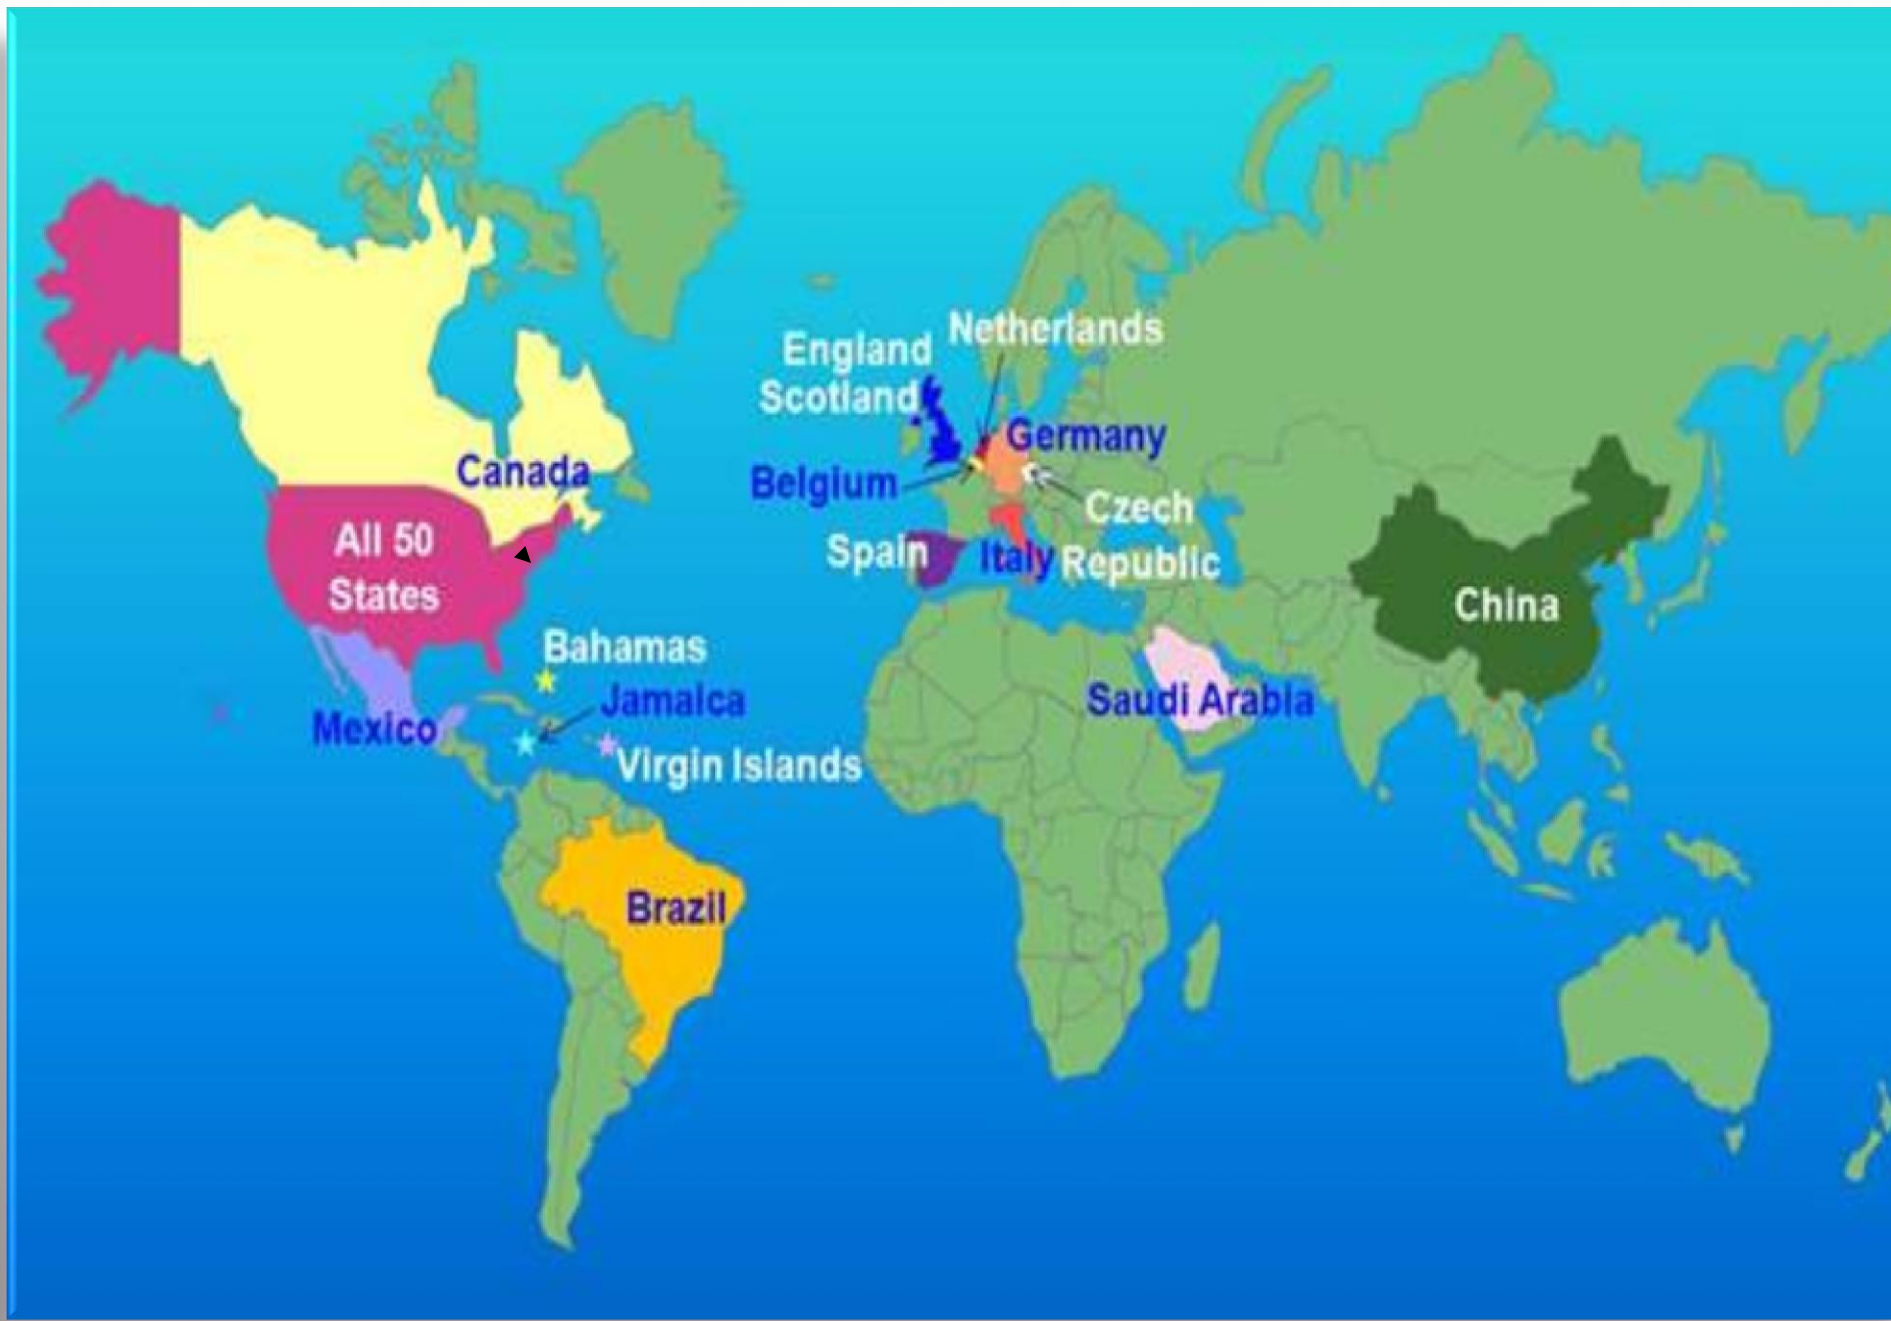 Netherlands
England
Scotland
Germany
Canada
Belgium
Czech
Republic
All 50
States
Spain
Italy
China
Bahamas
Jamaica
Saudi Arabia
Mexico
Virgin Islands
Brazil